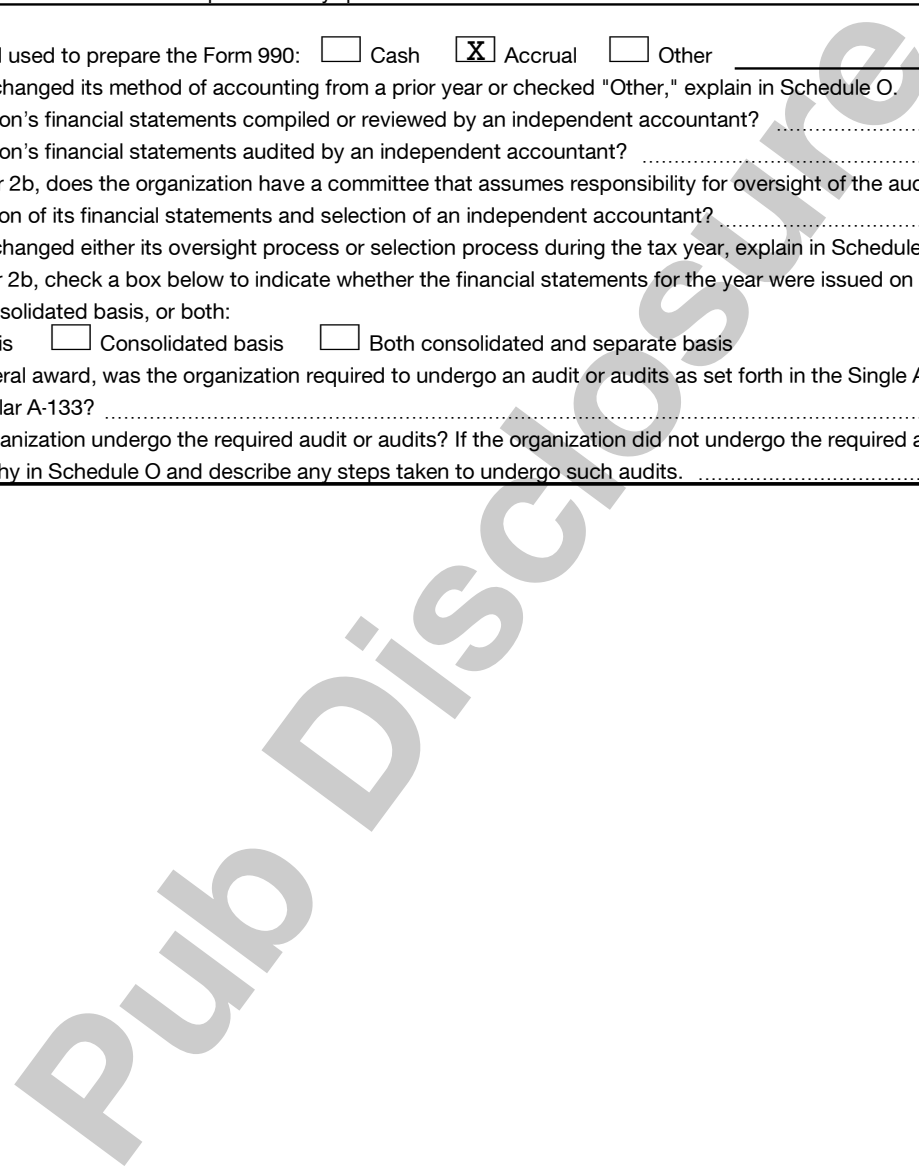 used to prepare the Form 990: Cash X Accrual Other
changed its method of accounting from a prior year or checked "Other," explain in Schedule O.
on's financial statements compiled or reviewed by an independent accountant?
on's financial statements audited by an independent accountant?
r 2b, does the organization have a committee that assumes responsibility for oversight of the aud
on of its financial statements and selection of an independent accountant?
changed either its oversight process or selection process during the tax year, explain in Schedule
r 2b, check a box below to indicate whether the financial statements for the year were issued on
solidated basis, or both:
is Consolidated basis Both consolidated and separate basis
eral award, was the organization required to undergo an audit or audits as set forth in the Single A
lar A-133?
anization undergo the required audit or audits? If the organization did not undergo the required a
hy in Schedule O and describe any steps taken to undergo such audits.
Pub Disclosure